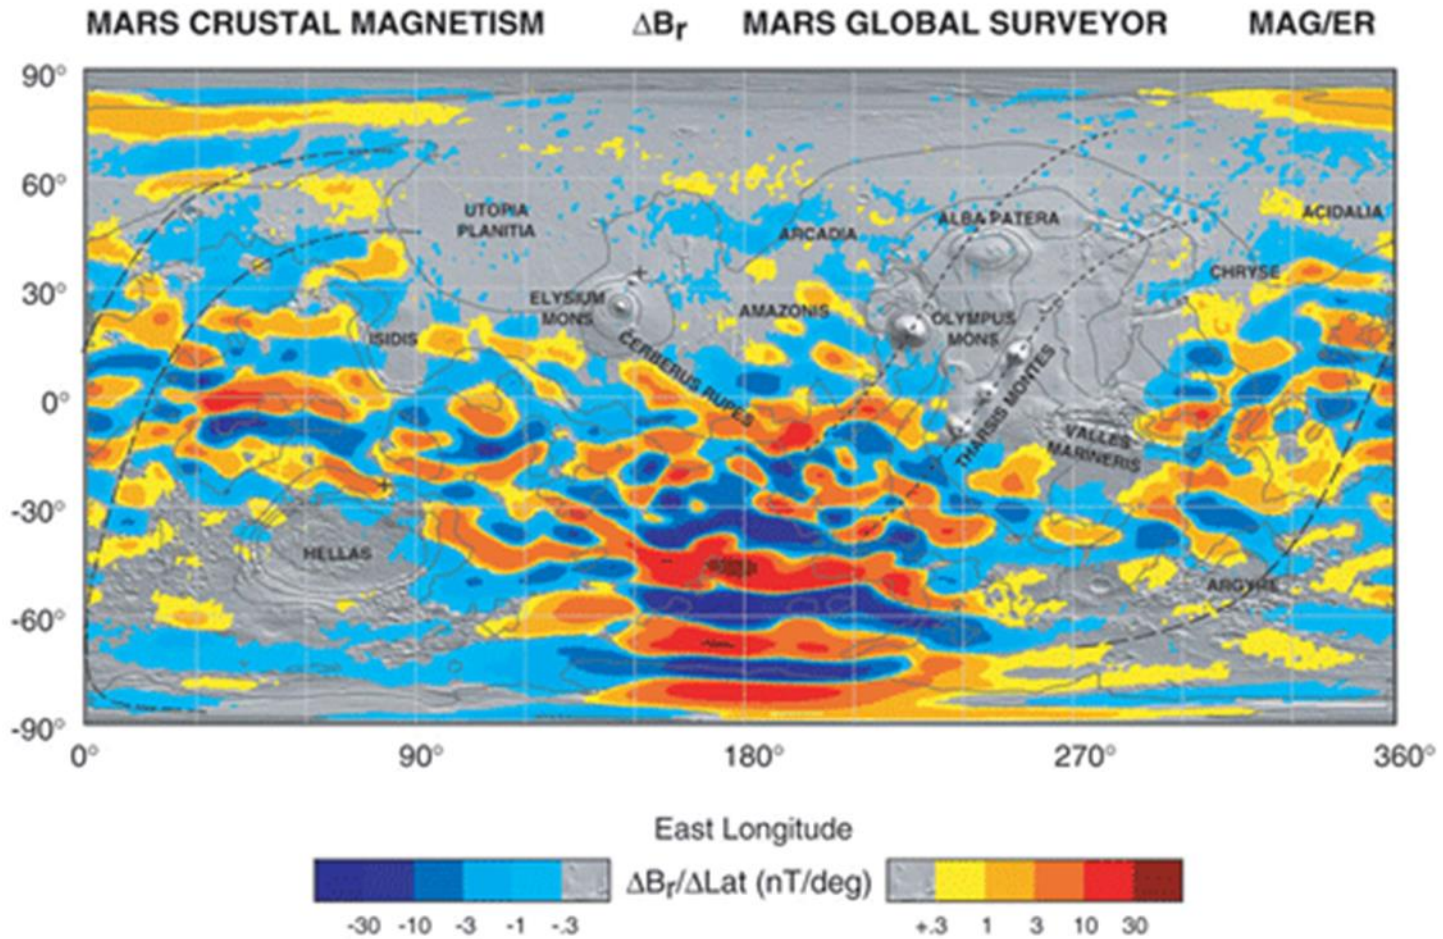 MARS CRUSTAL MAGNETISM ΔBr MARS GLOBAL SURVEYOR MAG/ER
90°
60°
30°
0°
-30°
-60°
-90°
UTOPIA
PLANITIA
ARCADIA
ALBA PATERA
ACIDALIA
CHRYSE
ELYSIUM
MONS
AMAZONIS
OLYMPUS
MONS
ISIDIS
CERBERUS RUPES
THARSIS MONTES
VALLES
MARINERIS
HELLAS
ARGYRE
0° 90° 180° 270° 360°
East Longitude
ΔBr/ΔLat (nT/deg)
-30 -10 -3 -1 -.3 +.3 1 3 10 30